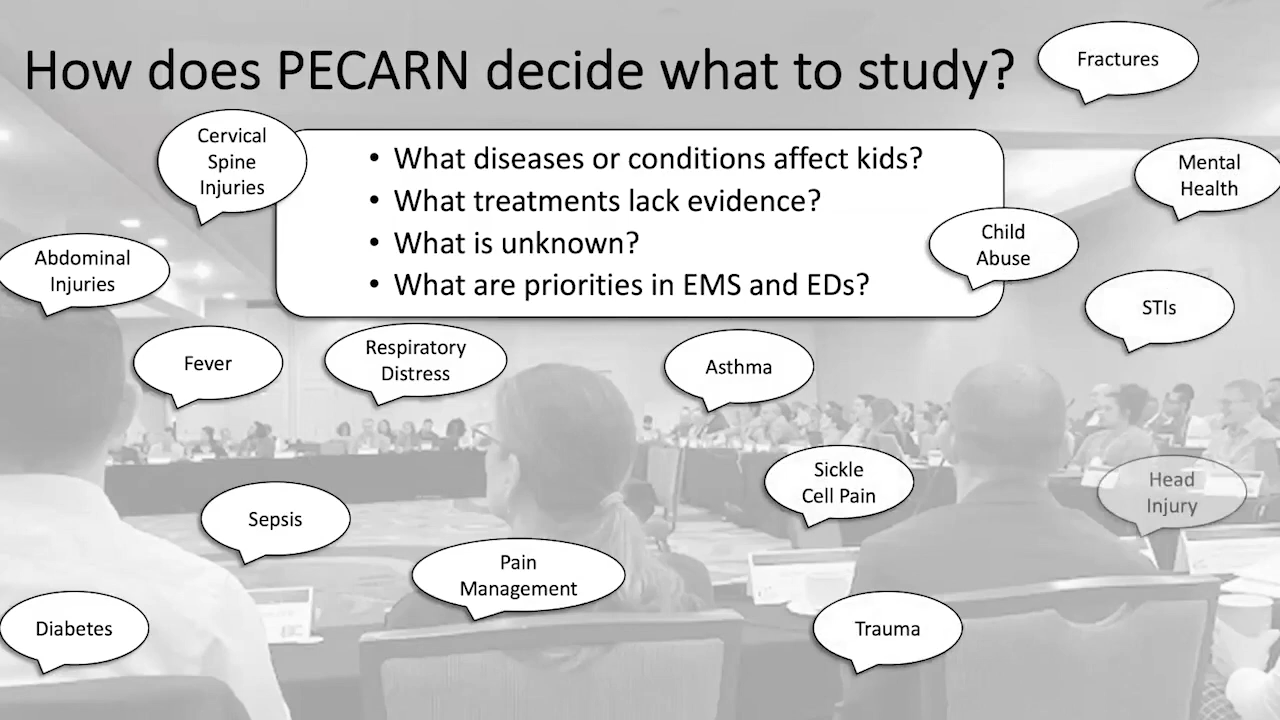 How does PECARN decide what to study?
Fractures
Cervical
Spine
Injuries
• What diseases or conditions affect kids?
• What treatments lack evidence?
• What is unknown?
• What are priorities in EMS and EDs?
Mental
Health
Child
Abuse
Abdominal
Injuries
STIs
Fever
Respiratory
Distress
Asthma
Sickle
Cell Pain
Head
Injury
Sepsis
Pain
Management
Diabetes
Trauma